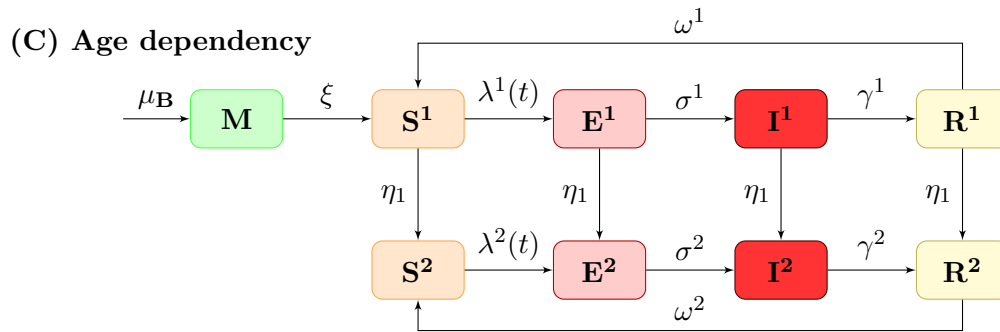 (C) Age dependency
ω¹
μ_B
M
ξ
S¹
λ¹(t)
E¹
σ¹
I¹
γ¹
R¹
η₁
η₁
η₁
η₁
S²
λ²(t)
E²
σ²
I²
γ²
R²
ω²